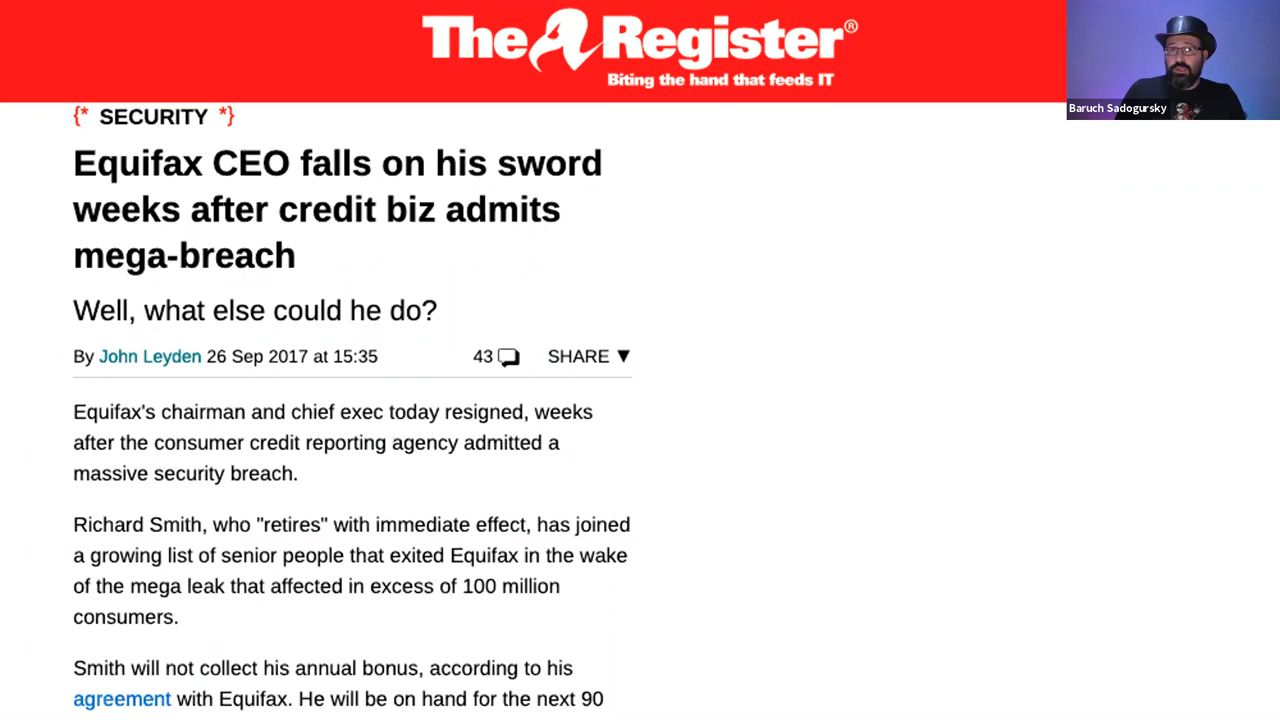 The Register®
Biting the hand that feeds IT
Baruch Sadogursky
{* SECURITY *}
Equifax CEO falls on his sword
weeks after credit biz admits
mega-breach
Well, what else could he do?
By John Leyden 26 Sep 2017 at 15:35 43 SHARE ▼
Equifax's chairman and chief exec today resigned, weeks
after the consumer credit reporting agency admitted a
massive security breach.
Richard Smith, who "retires" with immediate effect, has joined
a growing list of senior people that exited Equifax in the wake
of the mega leak that affected in excess of 100 million
consumers.
Smith will not collect his annual bonus, according to his
agreement with Equifax. He will be on hand for the next 90